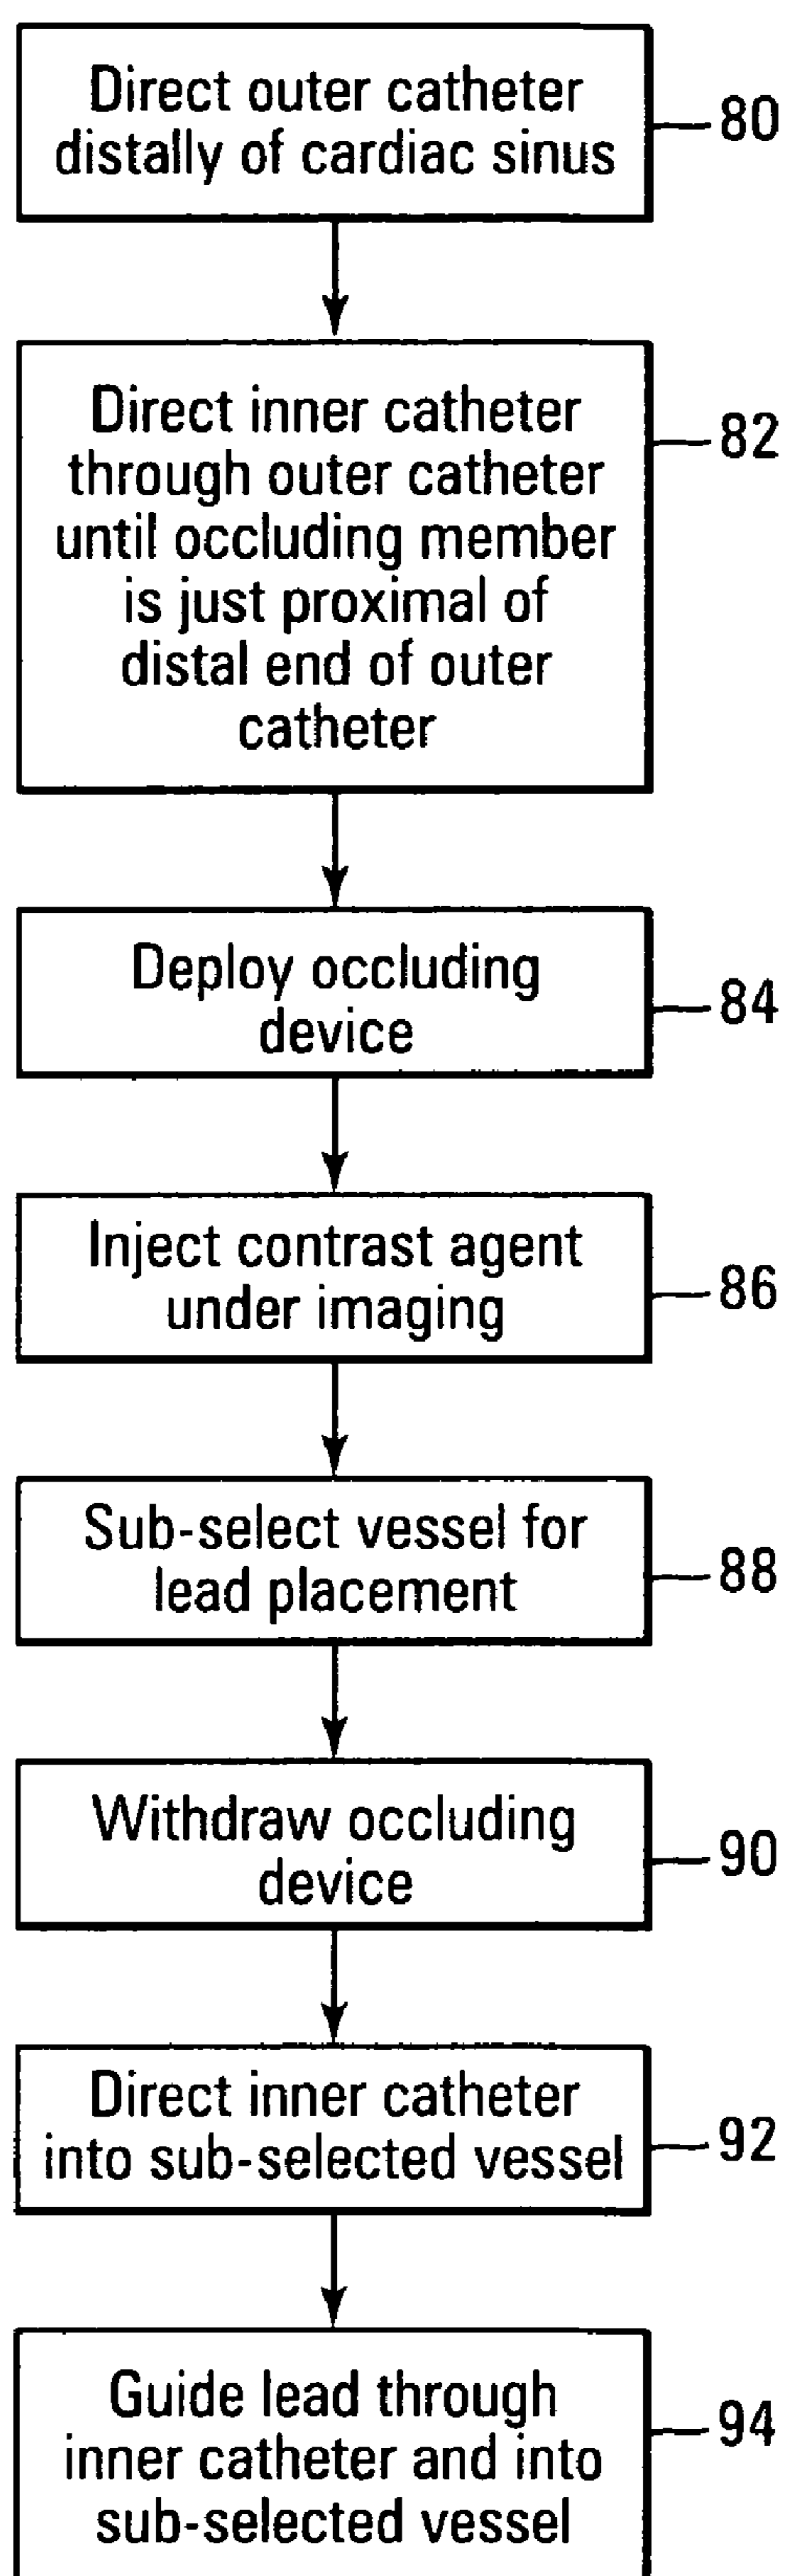 Direct outer catheter
distally of cardiac sinus
80
Direct inner catheter
through outer catheter
until occluding member
is just proximal of
distal end of outer
catheter
82
Deploy occluding
device
84
Inject contrast agent
under imaging
86
Sub-select vessel for
lead placement
88
Withdraw occluding
device
90
Direct inner catheter
into sub-selected vessel
92
Guide lead through
inner catheter and into
sub-selected vessel
94